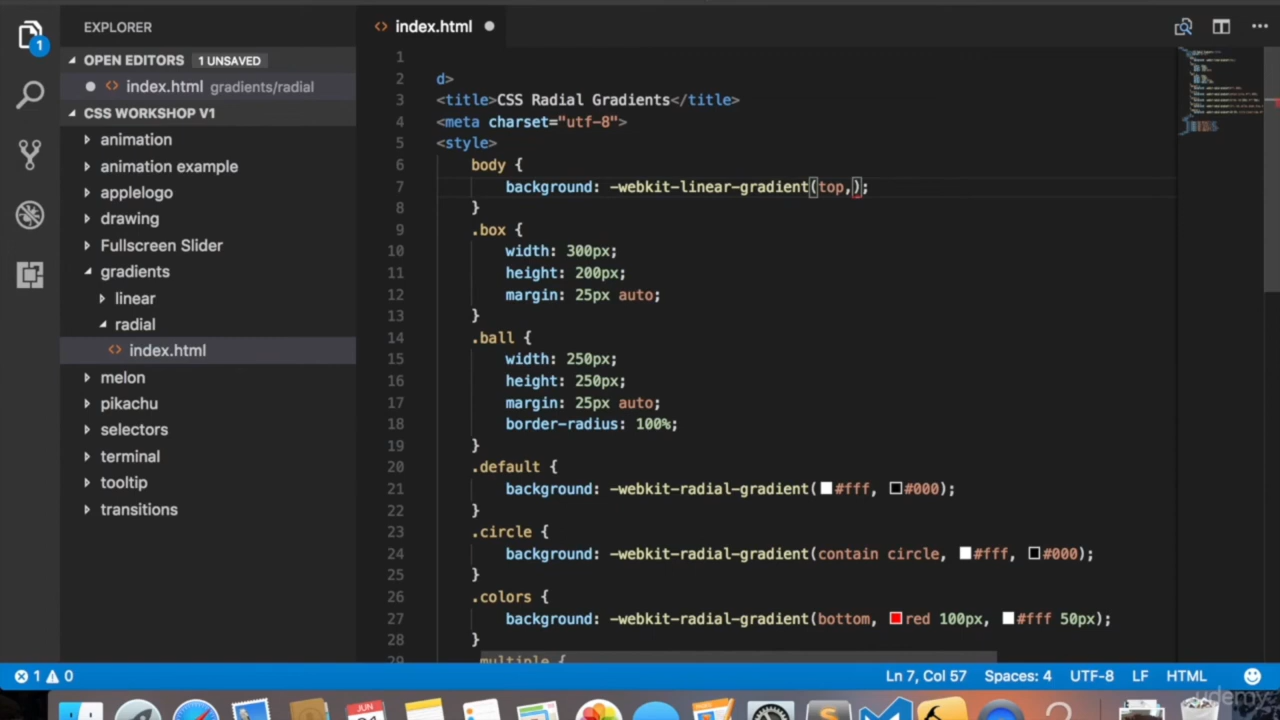 EXPLORER
OPEN EDITORS 1 UNSAVED
index.html gradients/radial
CSS WORKSHOP V1
animation
animation example
applelogo
drawing
Fullscreen Slider
gradients
linear
radial
index.html
melon
pikachu
selectors
terminal
tooltip
transitions
1
index.html
1
2 d>
3 <title>CSS Radial Gradients</title>
4 <meta charset="utf-8">
5 <style>
6 body {
7 background: -webkit-linear-gradient(top,);
8 }
9 .box {
10 width: 300px;
11 height: 200px;
12 margin: 25px auto;
13 }
14 .ball {
15 width: 250px;
16 height: 250px;
17 margin: 25px auto;
18 border-radius: 100%;
19 }
20 .default {
21 background: -webkit-radial-gradient(#fff, #000);
22 }
23 .circle {
24 background: -webkit-radial-gradient(contain circle, #fff, #000);
25 }
26 .colors {
27 background: -webkit-radial-gradient(bottom, red 100px, #fff 50px);
28 }
29 multiple {
1 0 Ln 7, Col 57 Spaces: 4 UTF-8 LF HTML
JUN
udemy